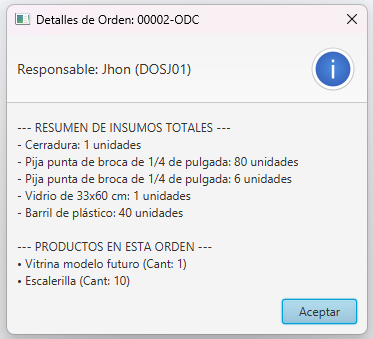 Detalles de Orden: 00002-ODC
Responsable: Jhon (DOSJ01)
--- RESUMEN DE INSUMOS TOTALES ---
- Cerradura: 1 unidades
- Pija punta de broca de 1/4 de pulgada: 80 unidades
- Pija punta de broca de 1/4 de pulgada: 6 unidades
- Vidrio de 33x60 cm: 1 unidades
- Barril de plástico: 40 unidades
--- PRODUCTOS EN ESTA ORDEN ---
• Vitrina modelo futuro (Cant: 1)
• Escalerilla (Cant: 10)
Aceptar